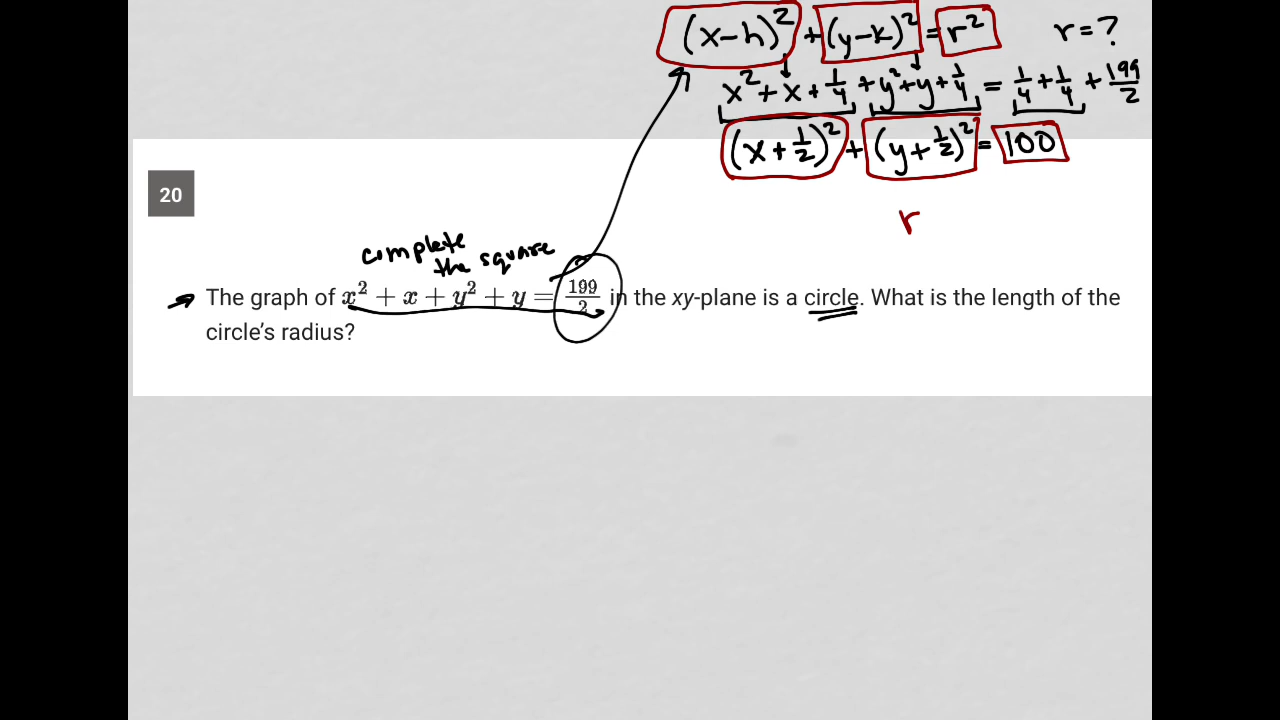 (x-h)² + (y-k)² = r² r=?
x² + x + 1/4 + y² + y + 1/4 = 1/4 + 1/4 + 199/2
(x + 1/2)² + (y + 1/2)² = 100
20
r
complete
the square
The graph of x² + x + y² + y = 199/2 in the xy-plane is a circle. What is the length of the
circle’s radius?